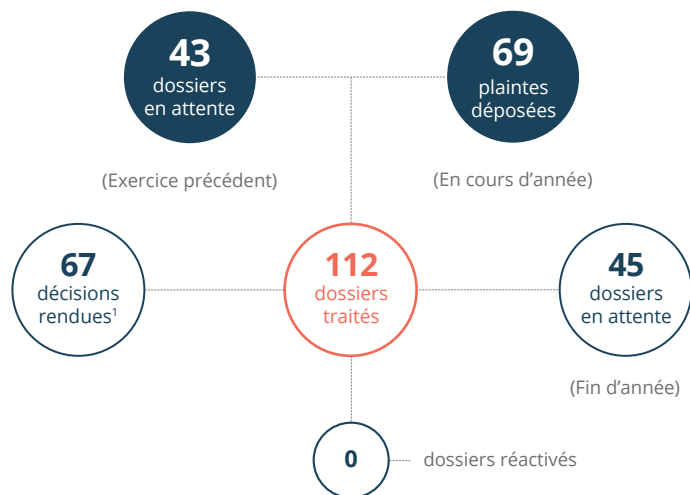 43
dossiers
en attente
(Exercice précédent)
69
plaintes
déposées
(En cours d’année)
67
décisions
rendues¹
112
dossiers
traités
45
dossiers
en attente
(Fin d’année)
0
dossiers réactivés